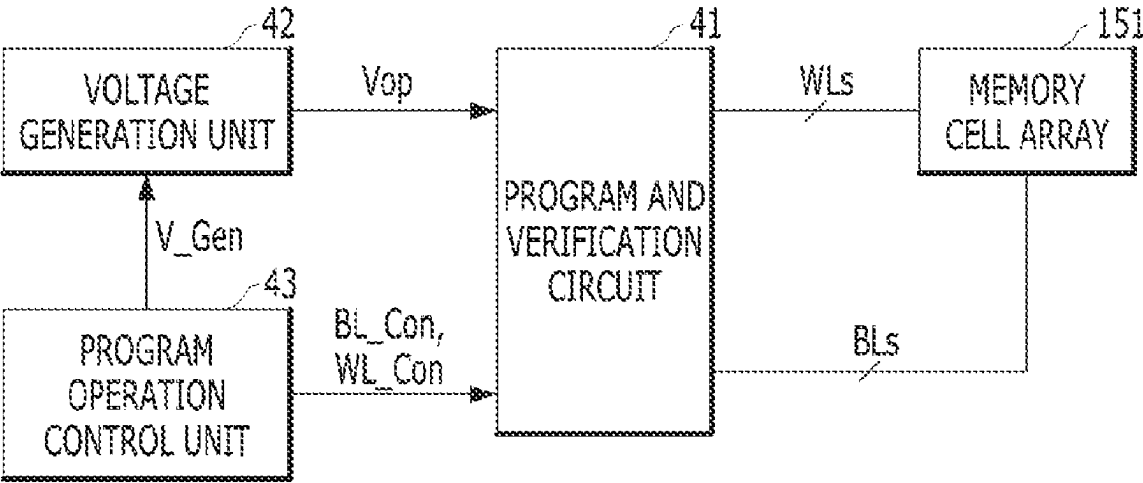 42
VOLTAGE
GENERATION UNIT
Vop
41
PROGRAM AND
VERIFICATION
CIRCUIT
WLs
151
MEMORY
CELL ARRAY
V_Gen
43
PROGRAM
OPERATION
CONTROL UNIT
BL_Con,
WL_Con
BLs